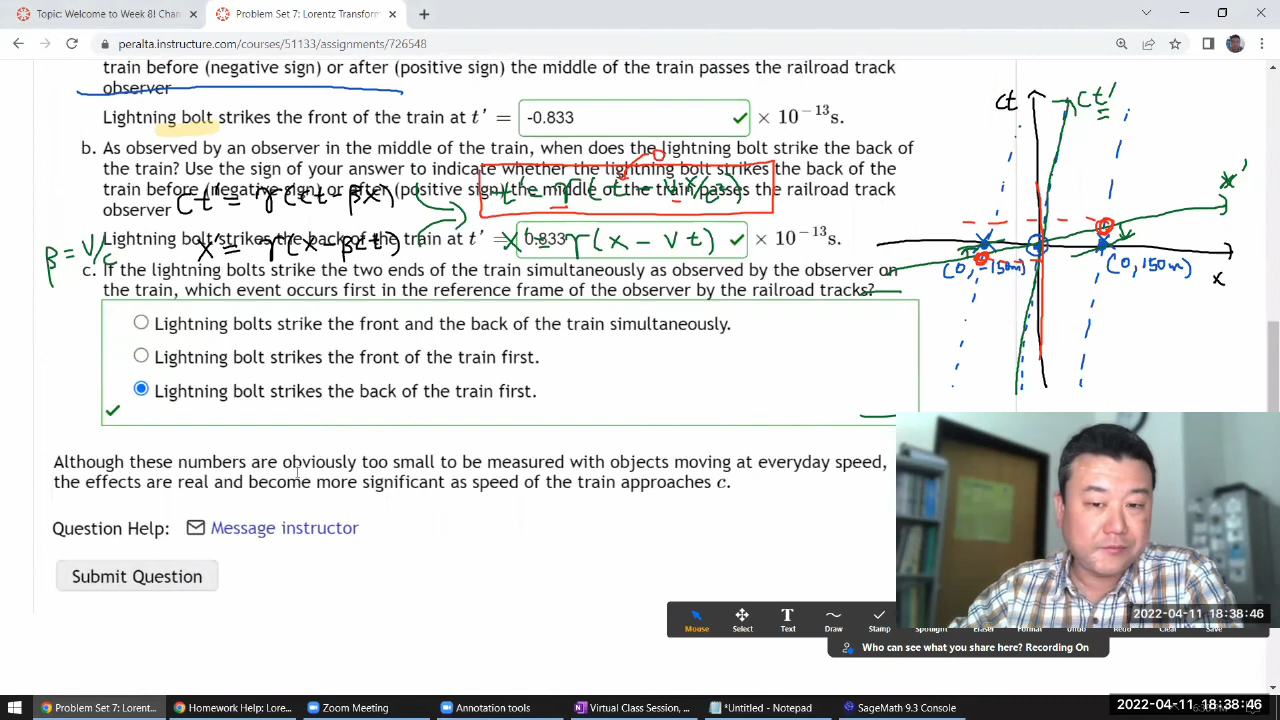 Topic: Welcome to Week 8! Chan
Problem Set 7: Lorentz Transform
peralta.instructure.com/courses/51133/assignments/726548
train before (negative sign) or after (positive sign) the middle of the train passes the railroad track
observer
Lightning bolt strikes the front of the train at t' = -0.833 × 10⁻¹³s.
b. As observed by an observer in the middle of the train, when does the lightning bolt strike the back of
the train? Use the sign of your answer to indicate whether the lightning bolt strikes the back of the
train before (negative sign) or after (positive sign) the middle of the train passes the railroad track
observer
ct' = γ(ct - βx)
t' = γ(t - vx/c²)
0
Lightning bolt strikes the back of the train at t' = 0.833 × 10⁻¹³s.
x' = γ(x - βct)
x' = γ(x - vt)
β = v/c
c. If the lightning bolts strike the two ends of the train simultaneously as observed by the observer on
the train, which event occurs first in the reference frame of the observer by the railroad tracks?
Lightning bolts strike the front and the back of the train simultaneously.
Lightning bolt strikes the front of the train first.
Lightning bolt strikes the back of the train first.
ct
ct'
x'
(0, -150m)
(0, 150m)
x
Although these numbers are obviously too small to be measured with objects moving at everyday speed,
the effects are real and become more significant as speed of the train approaches c.
Question Help: Message instructor
Submit Question
2022-04-11 18:38:46
Mouse Select Text Draw Stamp Spotlight Eraser Format Undo Redo Clear Save
Who can see what you share here? Recording On
Problem Set 7: Lorent...
Homework Help: Lore...
Zoom Meeting
Annotation tools
Virtual Class Session, ...
*Untitled - Notepad
SageMath 9.3 Console
2022-04-11 18:38:46